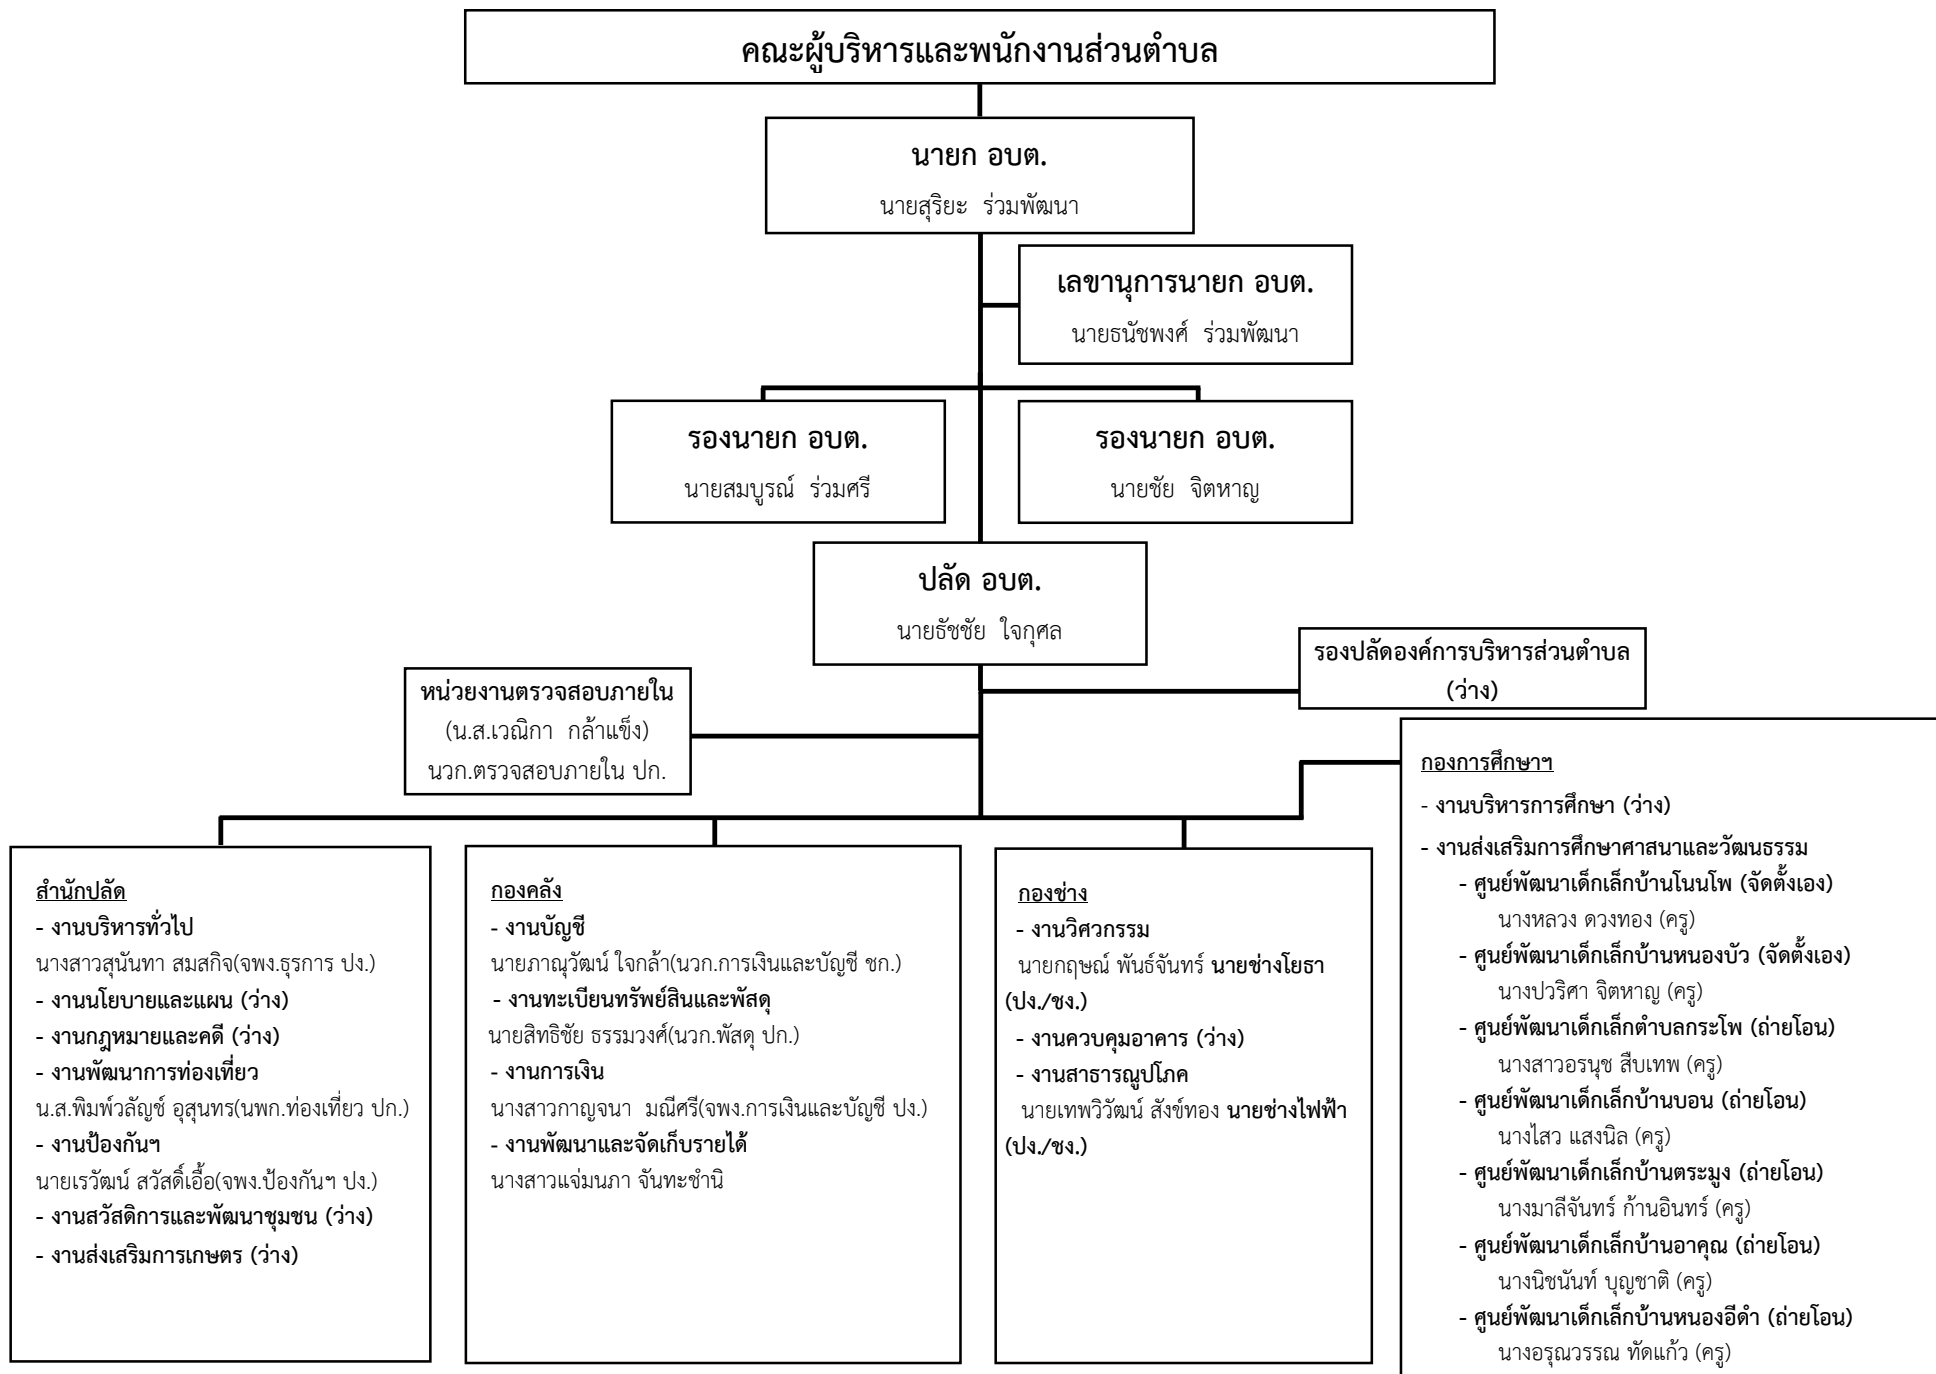 คณะผู้บริหารและพนักงานส่วนตำบล
นายก อบต.
นายสุริยะ ร่วมพัฒนา
เลขานุการนายก อบต.
นายธนัชพงศ์ ร่วมพัฒนา
รองนายก อบต.
นายสมบูรณ์ ร่วมศรี
รองนายก อบต.
นายชัย จิตหาญ
ปลัด อบต.
นายธัชชัย ใจกุศล
รองปลัดองค์การบริหารส่วนตำบล
(ว่าง)
หน่วยงานตรวจสอบภายใน
(น.ส.เวณิกา กล้าแข็ง)
นวก.ตรวจสอบภายใน ปก.
สำนักปลัด
- งานบริหารทั่วไป
นางสาวสุนันทา สมสกิจ(จพง.ธุรการ ปง.)
- งานนโยบายและแผน (ว่าง)
- งานกฎหมายและคดี (ว่าง)
- งานพัฒนาการท่องเที่ยว
น.ส.พิมพ์วลัญช์ อุสุนทร(นพก.ท่องเที่ยว ปก.)
- งานป้องกันฯ
นายเรวัฒน์ สวัสดิ์เอื้อ(จพง.ป้องกันฯ ปง.)
- งานสวัสดิการและพัฒนาชุมชน (ว่าง)
- งานส่งเสริมการเกษตร (ว่าง)
กองคลัง
- งานบัญชี
นายภาณุวัฒน์ ใจกล้า(นวก.การเงินและบัญชี ชก.)
- งานทะเบียนทรัพย์สินและพัสดุ
นายสิทธิชัย ธรรมวงศ์(นวก.พัสดุ ปก.)
- งานการเงิน
นางสาวกาญจนา มณีศรี(จพง.การเงินและบัญชี ปง.)
- งานพัฒนาและจัดเก็บรายได้
นางสาวแจ่มนภา จันทะชำนิ
กองช่าง
- งานวิศวกรรม
นายกฤษณ์ พันธ์จันทร์ นายช่างโยธา
(ปง./ชง.)
- งานควบคุมอาคาร (ว่าง)
- งานสาธารณูปโภค
นายเทพวิวัฒน์ สังข์ทอง นายช่างไฟฟ้า
(ปง./ชง.)
กองการศึกษาฯ
- งานบริหารการศึกษา (ว่าง)
- งานส่งเสริมการศึกษาศาสนาและวัฒนธรรม
- ศูนย์พัฒนาเด็กเล็กบ้านโนนโพ (จัดตั้งเอง)
นางหลวง ดวงทอง (ครู)
- ศูนย์พัฒนาเด็กเล็กบ้านหนองบัว (จัดตั้งเอง)
นางปวริศา จิตหาญ (ครู)
- ศูนย์พัฒนาเด็กเล็กตำบลกระโพ (ถ่ายโอน)
นางสาวอรนุช สืบเทพ (ครู)
- ศูนย์พัฒนาเด็กเล็กบ้านบอน (ถ่ายโอน)
นางไสว แสงนิล (ครู)
- ศูนย์พัฒนาเด็กเล็กบ้านตระมูง (ถ่ายโอน)
นางมาลีจันทร์ ก้านอินทร์ (ครู)
- ศูนย์พัฒนาเด็กเล็กบ้านอาคุณ (ถ่ายโอน)
นางนิชนันท์ บุญชาติ (ครู)
- ศูนย์พัฒนาเด็กเล็กบ้านหนองอีดำ (ถ่ายโอน)
นางอรุณวรรณ ทัดแก้ว (ครู)